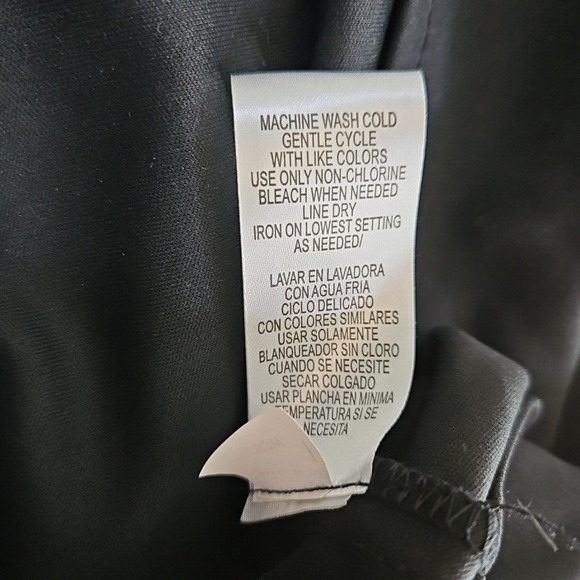 MACHINE WASH COLD
GENTLE CYCLE
WITH LIKE COLORS
USE ONLY NON-CHLORINE
BLEACH WHEN NEEDED
LINE DRY
IRON ON LOWEST SETTING
AS NEEDED/
LAVAR EN LAVADORA
CON AGUA FRIA
CICLO DELICADO
CON COLORES SIMILARES
USAR SOLAMENTE
BLANQUEADOR SIN CLORO
CUANDO SE NECESITE
SECAR COLGADO
USAR PLANCHA EN MINIMA
TEMPERATURA SI SE
NECESITA